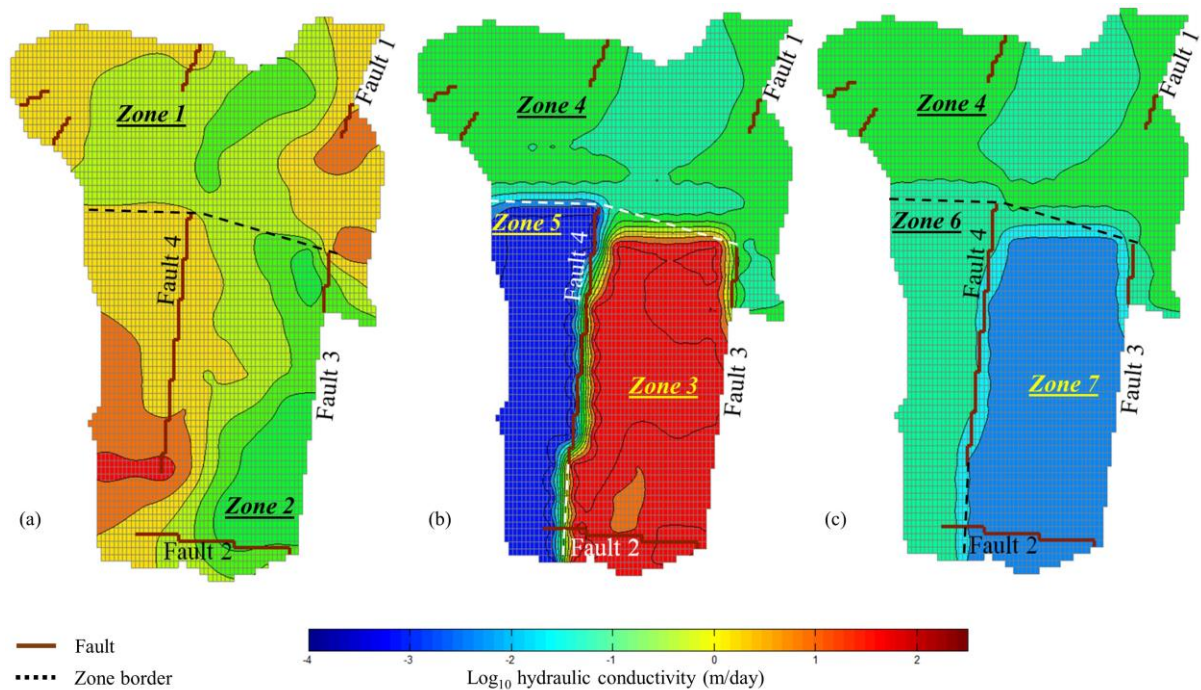 Zone 1
Fault 1
Fault 4
Fault 3
Zone 2
Fault 2
(a)
Zone 4
Fault 1
Zone 5
Fault 4
Fault 3
Zone 3
Fault 2
(b)
Zone 4
Fault 1
Zone 6
Fault 4
Fault 3
Zone 7
Fault 2
(c)
Fault
Zone border
-4 -3 -2 -1 0 1 2
Log₁₀ hydraulic conductivity (m/day)